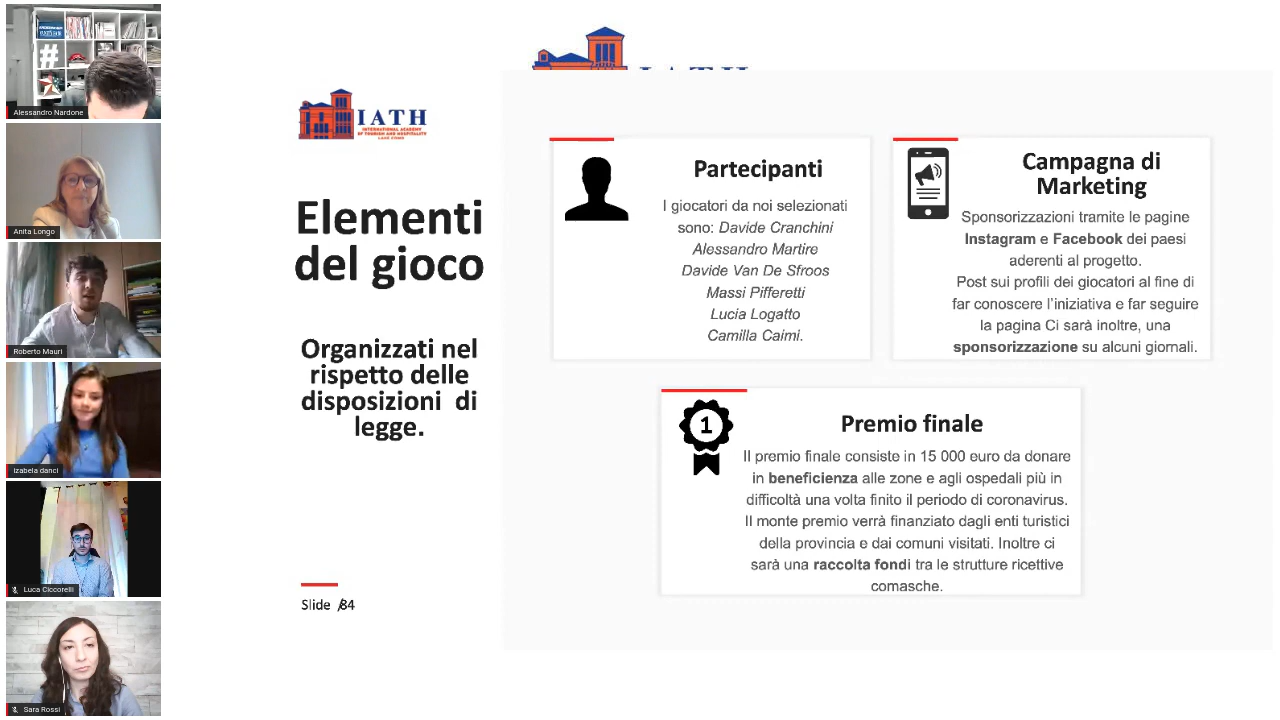 #
Alessandro Nardone
Anita Longo
Roberto Mauri
izabela danci
Luca Ciccorelli
Sara Rossi
IATH
IATH
INTERNATIONAL ACADEMY
OF TOURISM AND HOSPITALITY
LAKE COMO
Elementi
del gioco
Organizzati nel
rispetto delle
disposizioni di
legge.
Slide /34
Partecipanti
I giocatori da noi selezionati
sono: Davide Cranchini
Alessandro Martire
Davide Van De Sfroos
Massi Pifferetti
Lucia Logatto
Camilla Caimi.
Campagna di
Marketing
Sponsorizzazioni tramite le pagine
Instagram e Facebook dei paesi
aderenti al progetto.
Post sui profili dei giocatori al fine di
far conoscere l'iniziativa e far seguire
la pagina Ci sarà inoltre, una
sponsorizzazione su alcuni giornali.
1
Premio finale
Il premio finale consiste in 15 000 euro da donare
in beneficienza alle zone e agli ospedali più in
difficoltà una volta finito il periodo di coronavirus.
Il monte premio verrà finanziato dagli enti turistici
della provincia e dai comuni visitati. Inoltre ci
sarà una raccolta fondi tra le strutture ricettive
comasche.